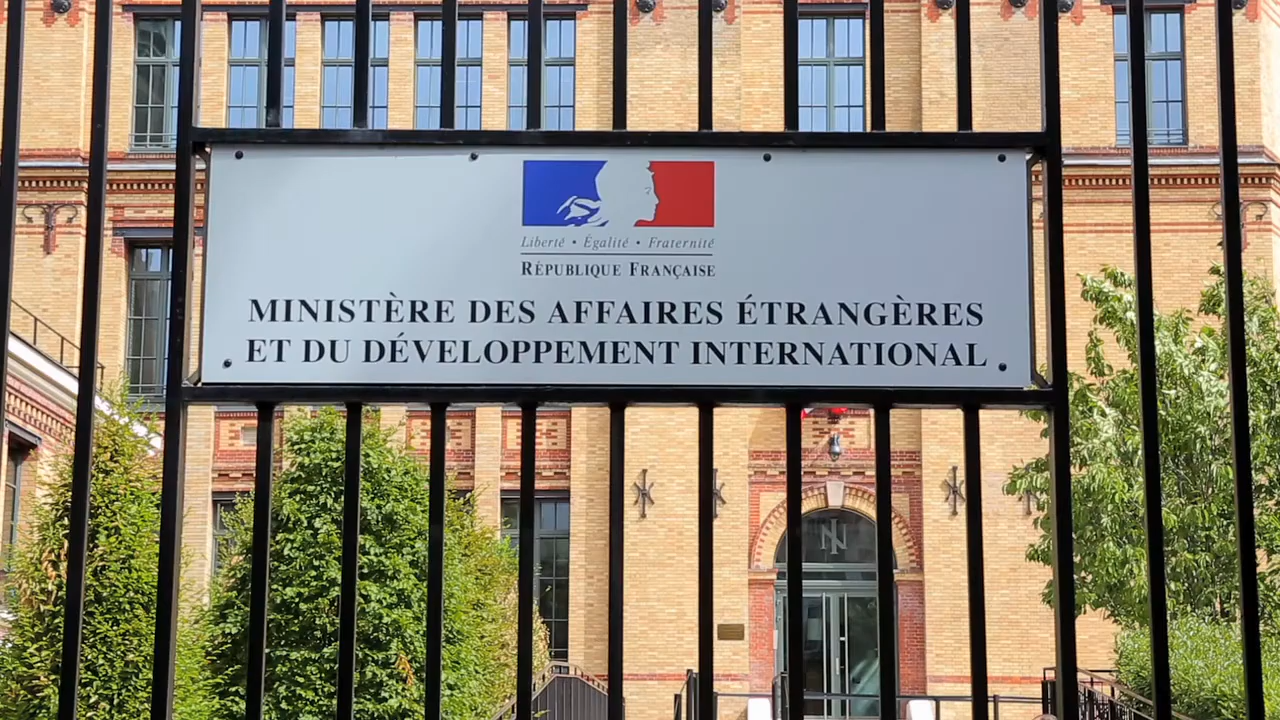 Liberté • Égalité • Fraternité
RÉPUBLIQUE FRANÇAISE
MINISTÈRE DES AFFAIRES ÉTRANGÈRES
ET DU DÉVELOPPEMENT INTERNATIONAL